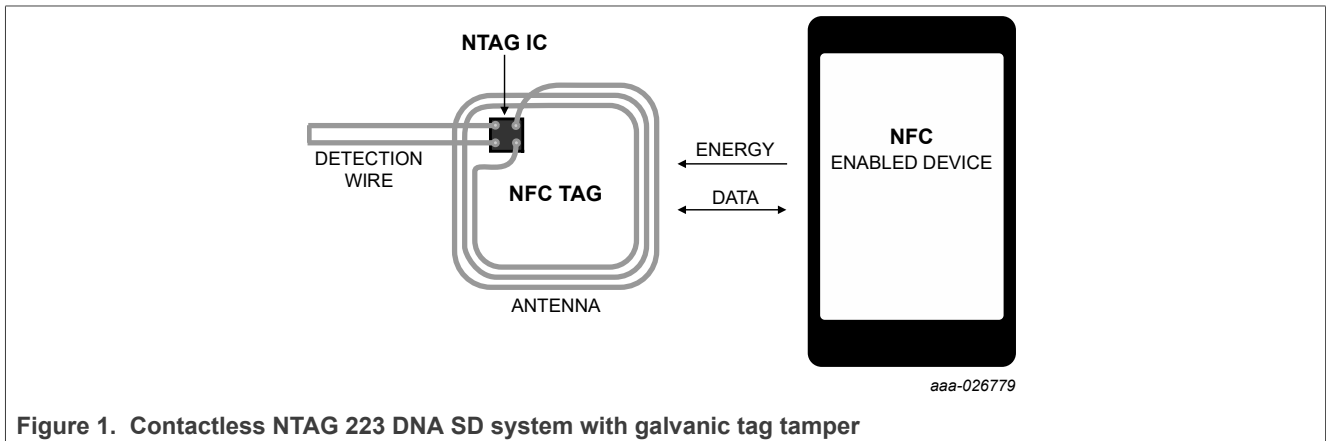 NTAG IC
DETECTION
WIRE
NFC TAG
ANTENNA
ENERGY
DATA
NFC
ENABLED DEVICE
aaa-026779
Figure 1. Contactless NTAG 223 DNA SD system with galvanic tag tamper